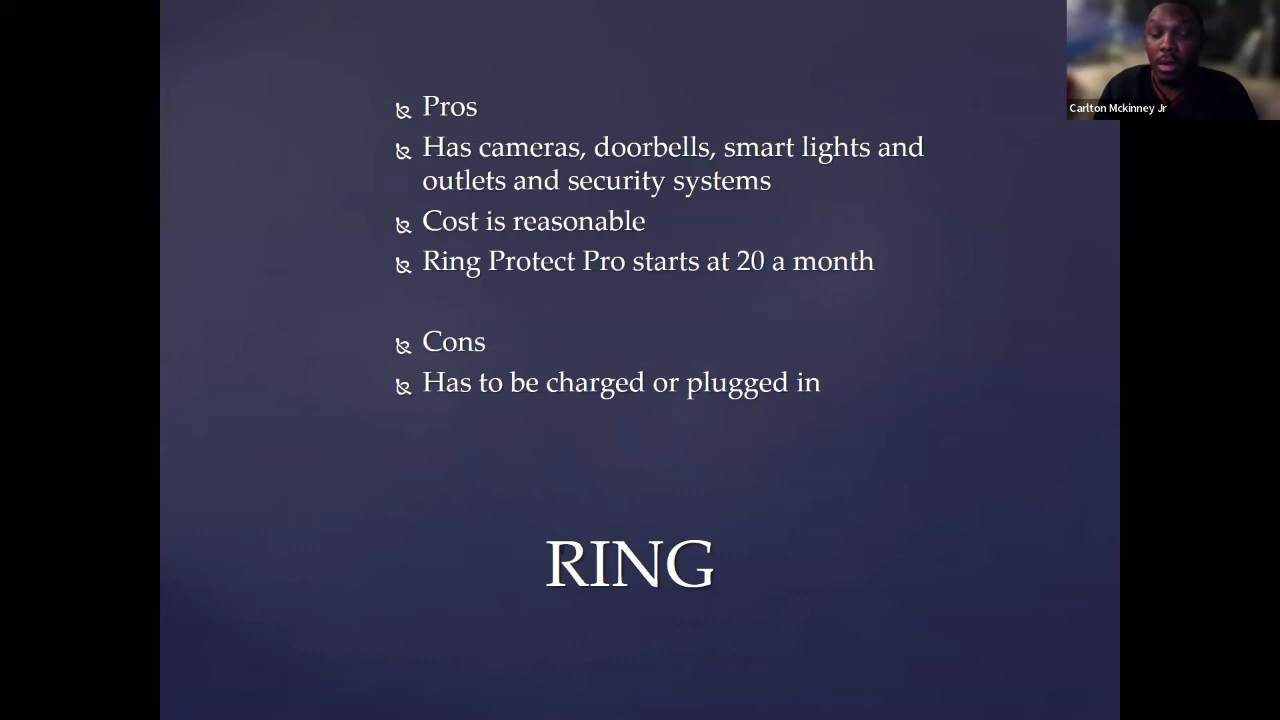 Pros
Has cameras, doorbells, smart lights and
outlets and security systems
Cost is reasonable
Ring Protect Pro starts at 20 a month
Cons
Has to be charged or plugged in
RING
Carlton Mckinney Jr